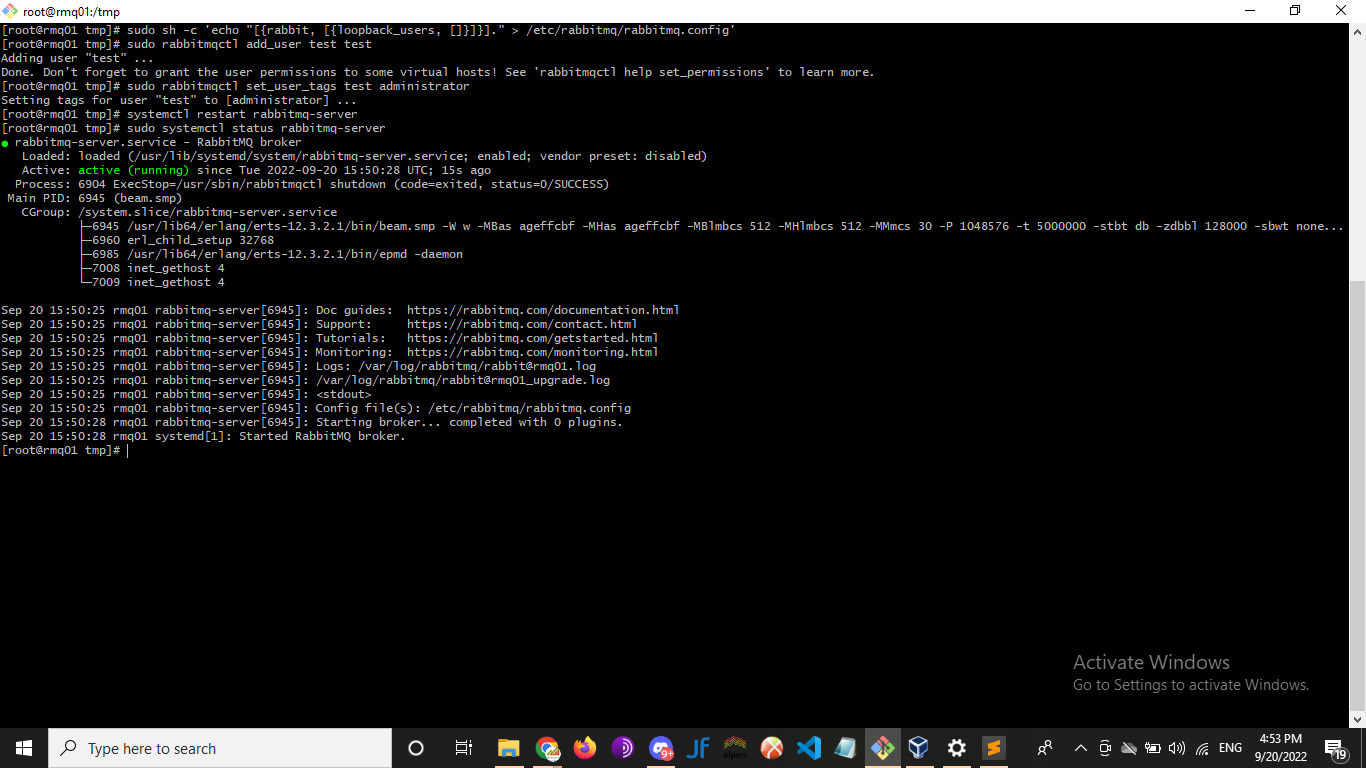 root@rmq01:/tmp
[root@rmq01 tmp]# sudo sh -c 'echo "[{rabbit, [{loopback_users, []}]}]." > /etc/rabbitmq/rabbitmq.config'
[root@rmq01 tmp]# sudo rabbitmqctl add_user test test
Adding user "test" ...
Done. Don't forget to grant the user permissions to some virtual hosts! See 'rabbitmqctl help set_permissions' to learn more.
[root@rmq01 tmp]# sudo rabbitmqctl set_user_tags test administrator
Setting tags for user "test" to [administrator] ...
[root@rmq01 tmp]# systemctl restart rabbitmq-server
[root@rmq01 tmp]# sudo systemctl status rabbitmq-server
● rabbitmq-server.service - RabbitMQ broker
Loaded: loaded (/usr/lib/systemd/system/rabbitmq-server.service; enabled; vendor preset: disabled)
Active: active (running) since Tue 2022-09-20 15:50:28 UTC; 15s ago
Process: 6904 ExecStop=/usr/sbin/rabbitmqctl shutdown (code=exited, status=0/SUCCESS)
Main PID: 6945 (beam.smp)
CGroup: /system.slice/rabbitmq-server.service
├─6945 /usr/lib64/erlang/erts-12.3.2.1/bin/beam.smp -W w -MBas ageffcbf -MHas ageffcbf -MBlmbcs 512 -MHlmbcs 512 -MMmcs 30 -P 1048576 -t 5000000 -stbt db -zdbbl 128000 -sbwt none...
├─6960 erl_child_setup 32768
├─6985 /usr/lib64/erlang/erts-12.3.2.1/bin/epmd -daemon
├─7008 inet_gethost 4
└─7009 inet_gethost 4
Sep 20 15:50:25 rmq01 rabbitmq-server[6945]: Doc guides:  https://rabbitmq.com/documentation.html
Sep 20 15:50:25 rmq01 rabbitmq-server[6945]: Support:     https://rabbitmq.com/contact.html
Sep 20 15:50:25 rmq01 rabbitmq-server[6945]: Tutorials:   https://rabbitmq.com/getstarted.html
Sep 20 15:50:25 rmq01 rabbitmq-server[6945]: Monitoring:  https://rabbitmq.com/monitoring.html
Sep 20 15:50:25 rmq01 rabbitmq-server[6945]: Logs: /var/log/rabbitmq/rabbit@rmq01.log
Sep 20 15:50:25 rmq01 rabbitmq-server[6945]: /var/log/rabbitmq/rabbit@rmq01_upgrade.log
Sep 20 15:50:25 rmq01 rabbitmq-server[6945]: <stdout>
Sep 20 15:50:25 rmq01 rabbitmq-server[6945]: Config file(s): /etc/rabbitmq/rabbitmq.config
Sep 20 15:50:28 rmq01 rabbitmq-server[6945]: Starting broker... completed with 0 plugins.
Sep 20 15:50:28 rmq01 systemd[1]: Started RabbitMQ broker.
[root@rmq01 tmp]#
Activate Windows
Go to Settings to activate Windows.
Type here to search
9+
JF
alpari
ENG
4:53 PM
9/20/2022
19